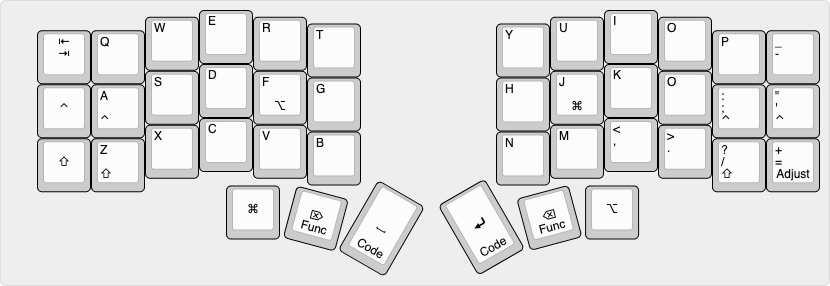 ⇤
⇥
Q
W
E
R
T
Y
U
I
O
P
_
-
^
A
^
S
D
F
⌥
G
H
J
⌘
K
O
:
;
^
"
'
^
⇧
Z
⇧
X
C
V
B
N
M
<
,
>
.
?
/
⇧
+
=
Adjust
⌘
⌦
Func
⎵
Code
⏎
Code
⌫
Func
⌥